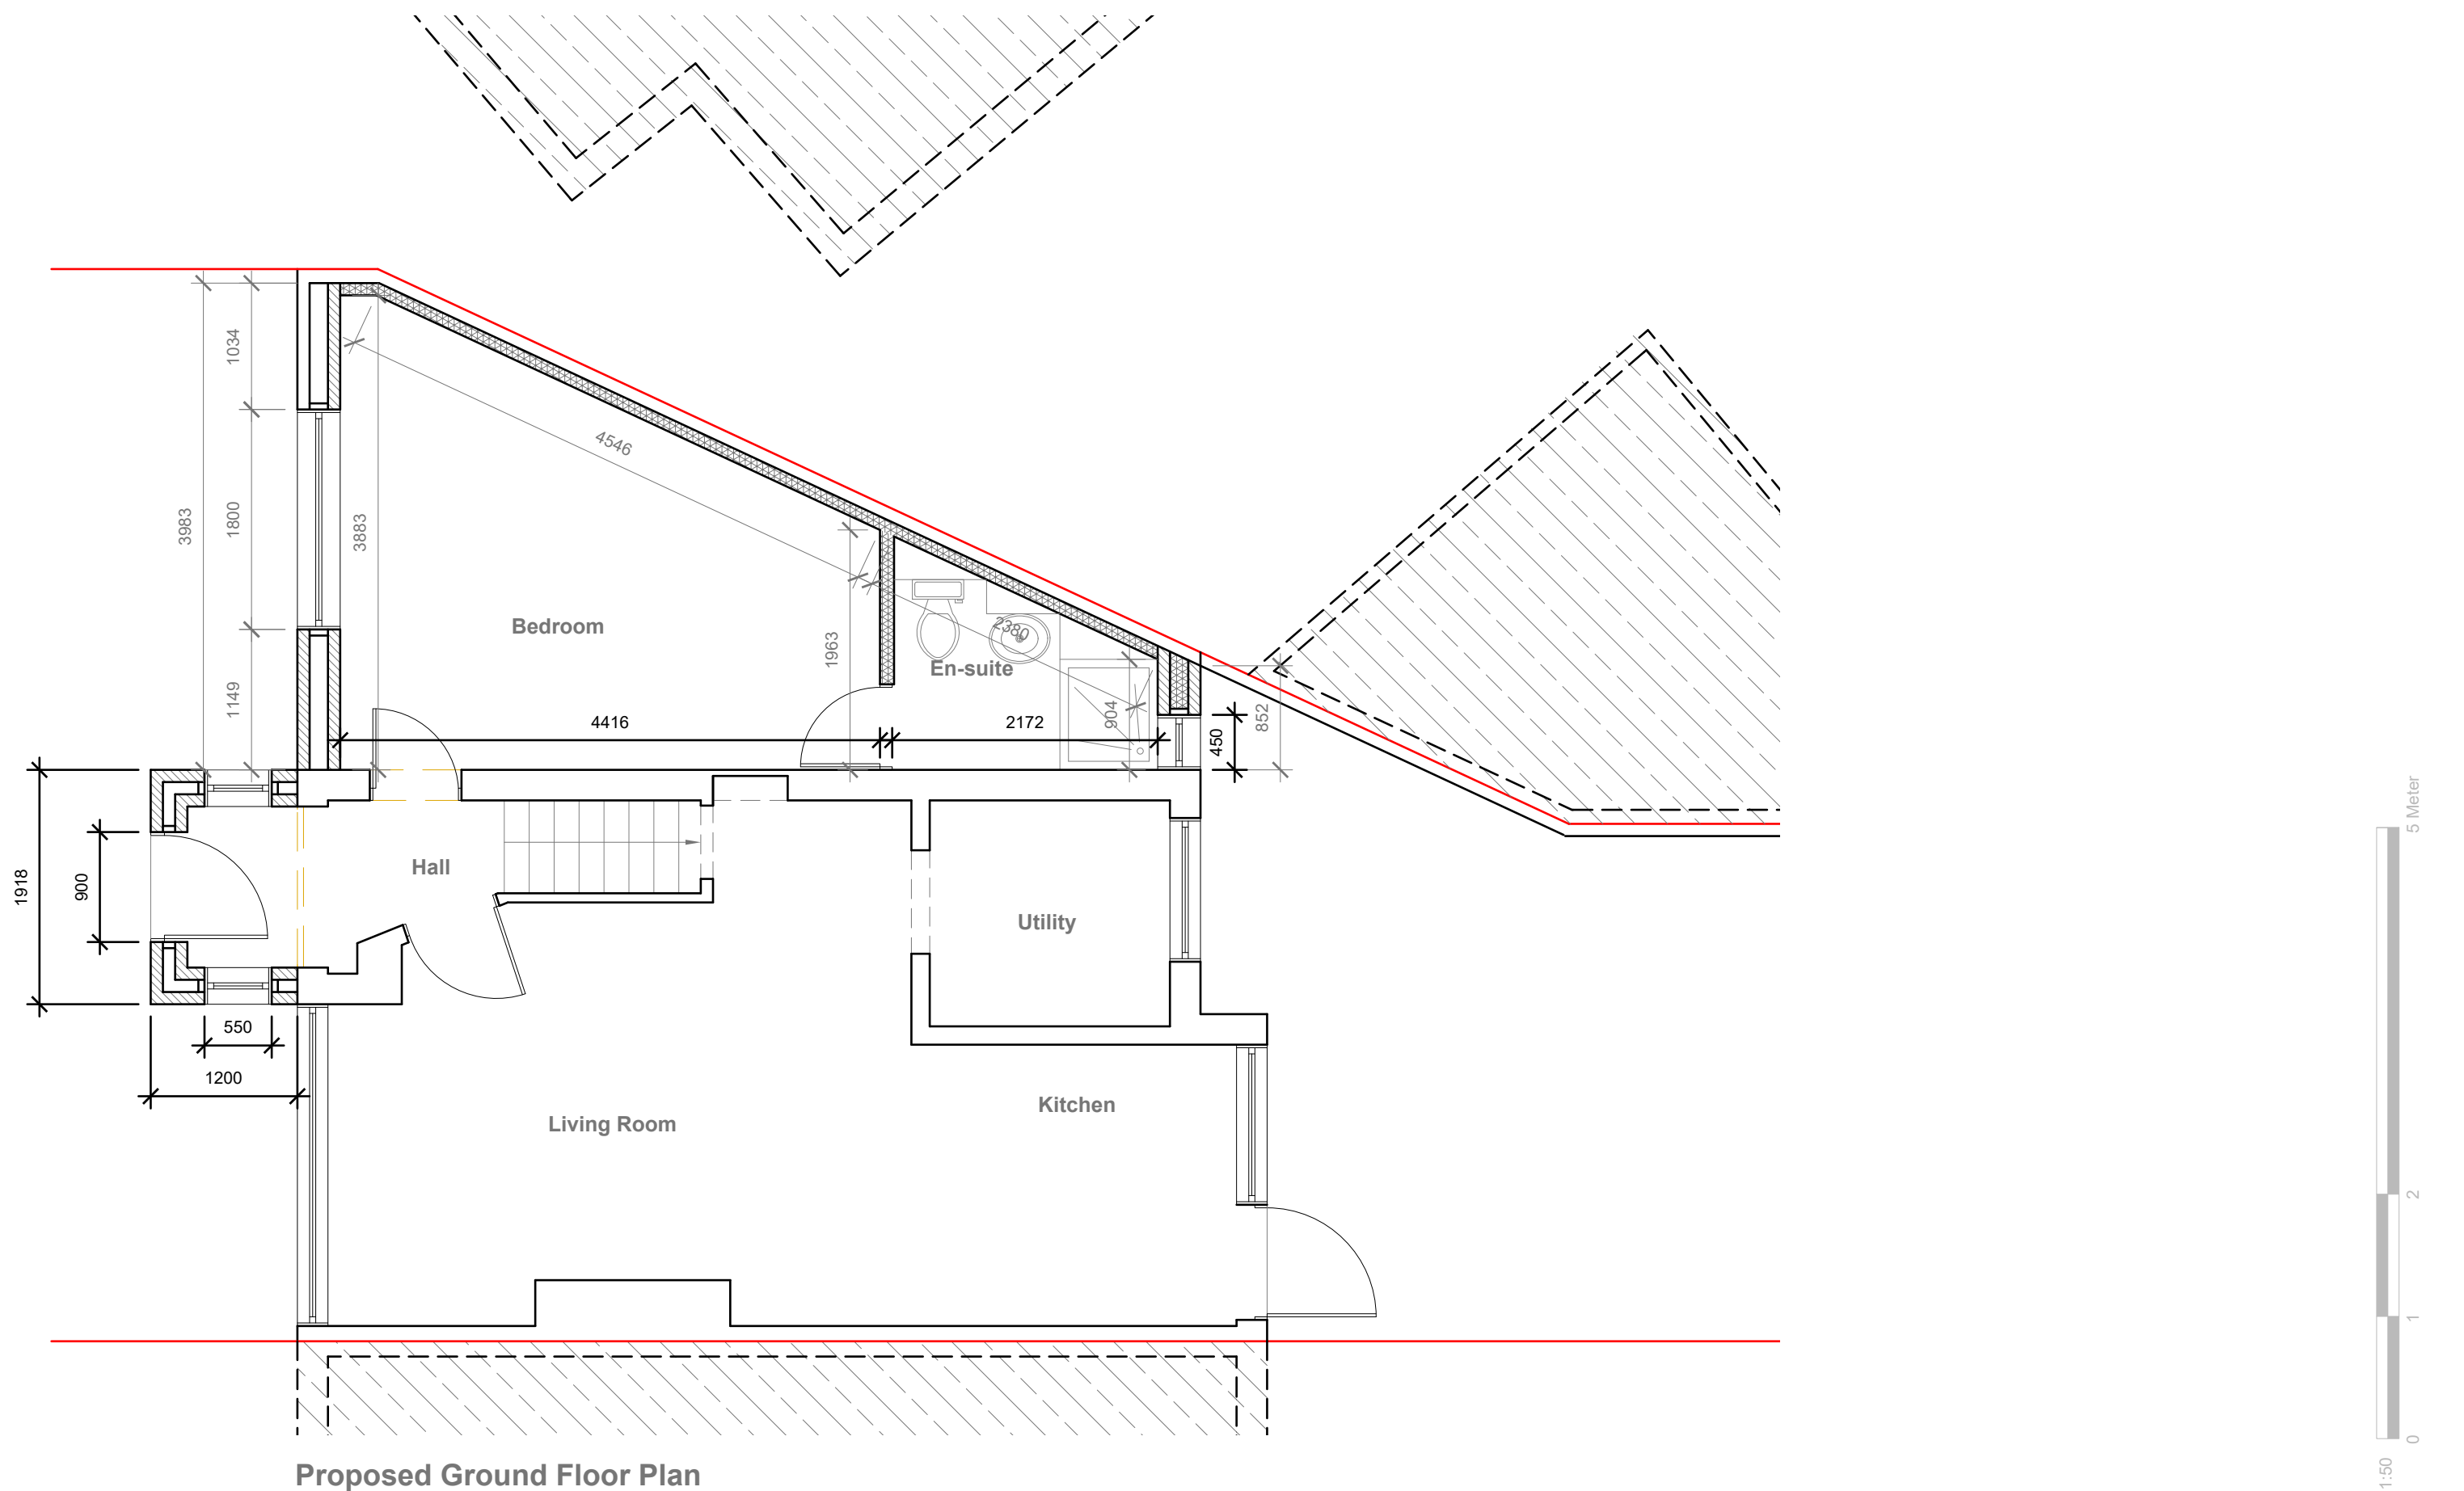 1034
4546
3983
1800
3883
Bedroom
1963
2380
En-suite
1149
4416
2172
904
852
450
5 Meter
Hall
1918
900
Utility
550
1200
Kitchen
Living Room
2
1
0
Proposed Ground Floor Plan
1:50